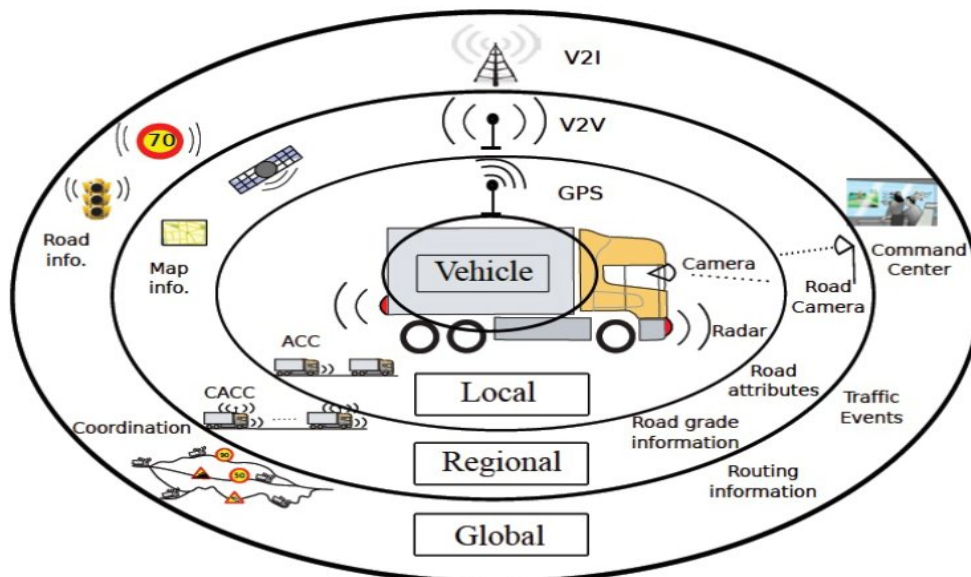 V2I
V2V
70
GPS
Road
info.
Map
info.
Vehicle
Camera
Command
Center
Road
Camera
Radar
ACC
Local
Road
attributes
CACC
Traffic
Events
Coordination
Road grade
information
Regional
Routing
information
50
Global